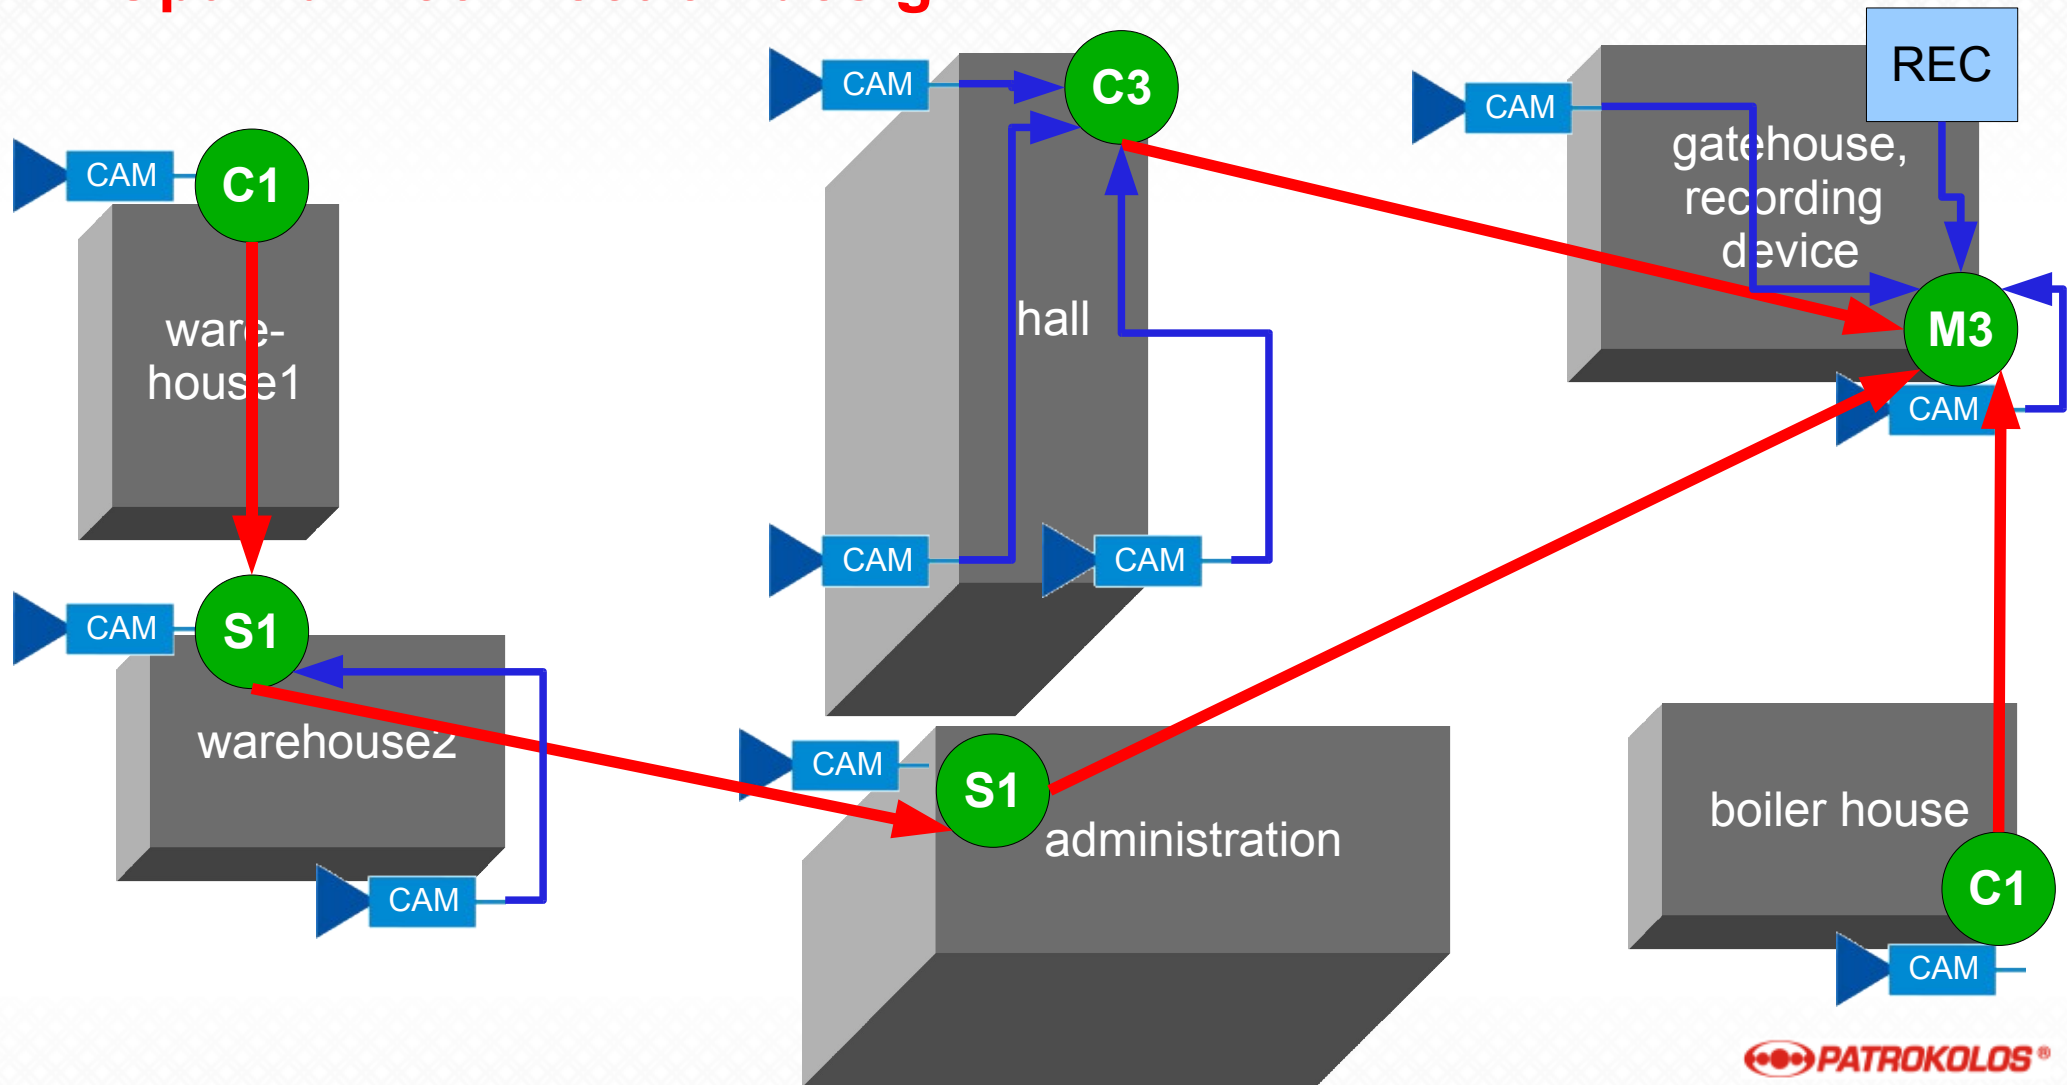 CAM
C1
ware-
house1
CAM
S1
warehouse2
CAM
CAM
C3
hall
CAM
CAM
CAM
S1
administration
REC
CAM
gatehouse,
recording
device
M3
CAM
boiler house
C1
CAM
PATROKOLOS®